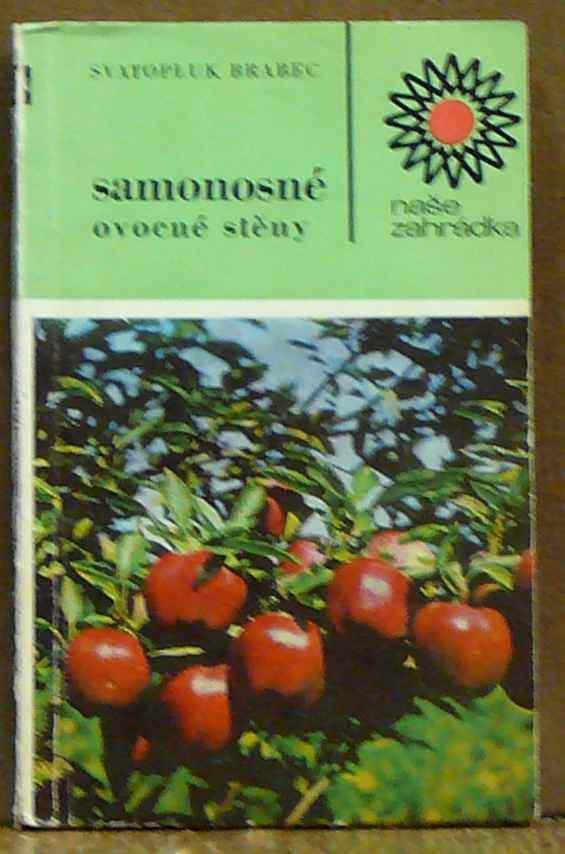 SVATOPLUK BRABEC
samonosné
ovocné stěny
naše
zahrádka